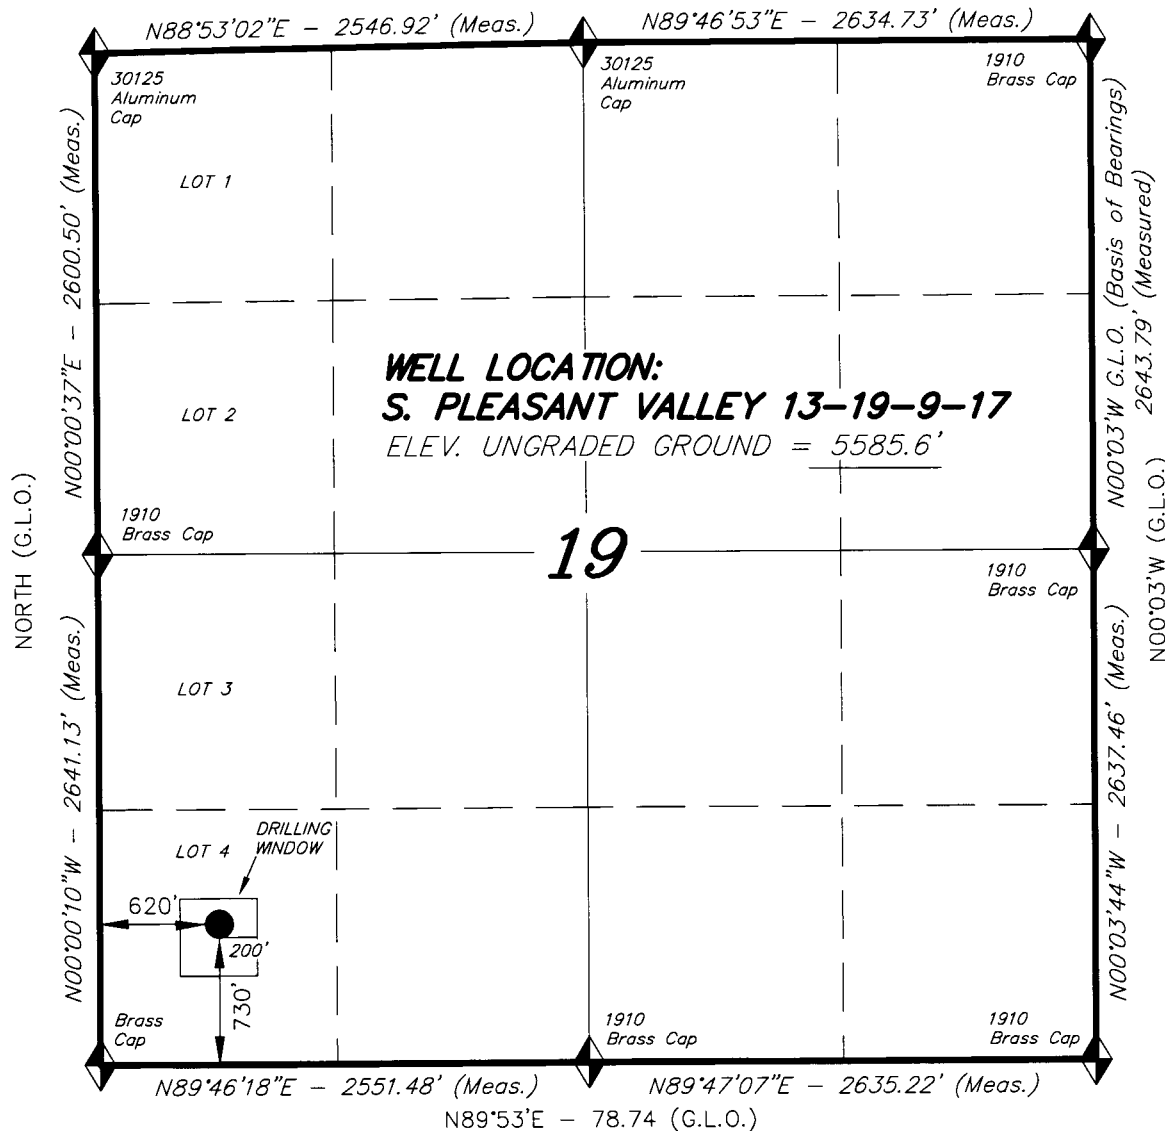 N88°53'02"E - 2546.92' (Meas.)
N89°46'53"E - 2634.73' (Meas.)
30125
Aluminum
Cap
30125
Aluminum
Cap
1910
Brass Cap
N00°00'37"E - 2600.50' (Meas.)
N00°03'W G.L.O. (Basis of Bearings)
2643.79' (Measured)
LOT 1
WELL LOCATION:
S. PLEASANT VALLEY 13-19-9-17
ELEV. UNGRADED GROUND = 5585.6'
LOT 2
NORTH (G.L.O.)
N00°03'W (G.L.O.)
1910
Brass Cap
19
1910
Brass Cap
LOT 3
N00°00'10"W - 2641.13' (Meas.)
N00°03'44"W - 2637.46' (Meas.)
LOT 4
DRILLING
WINDOW
620'
200'
730'
Brass
Cap
1910
Brass Cap
1910
Brass Cap
N89°46'18"E - 2551.48' (Meas.)
N89°47'07"E - 2635.22' (Meas.)
N89°53'E - 78.74 (G.L.O.)